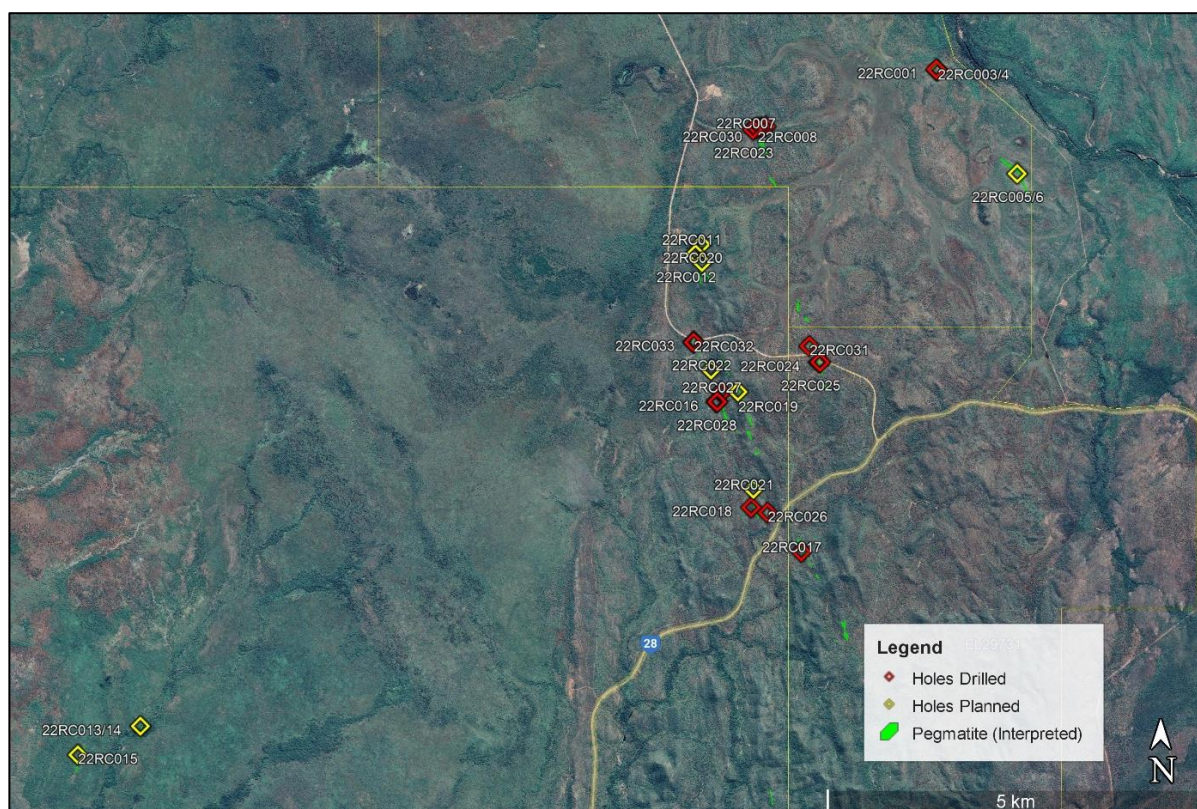 22RC001
22RC003/4
22RC007
22RC030
22RC008
22RC023
22RC005/6
22RC011
22RC020
22RC012
22RC033
22RC032
22RC031
22RC022
22RC024
22RC025
22RC027
22RC016
22RC019
22RC028
22RC021
22RC018
22RC026
22RC017
28
Legend
Holes Drilled
Holes Planned
Pegmatite (Interpreted)
22RC013/14
22RC015
N
5 km